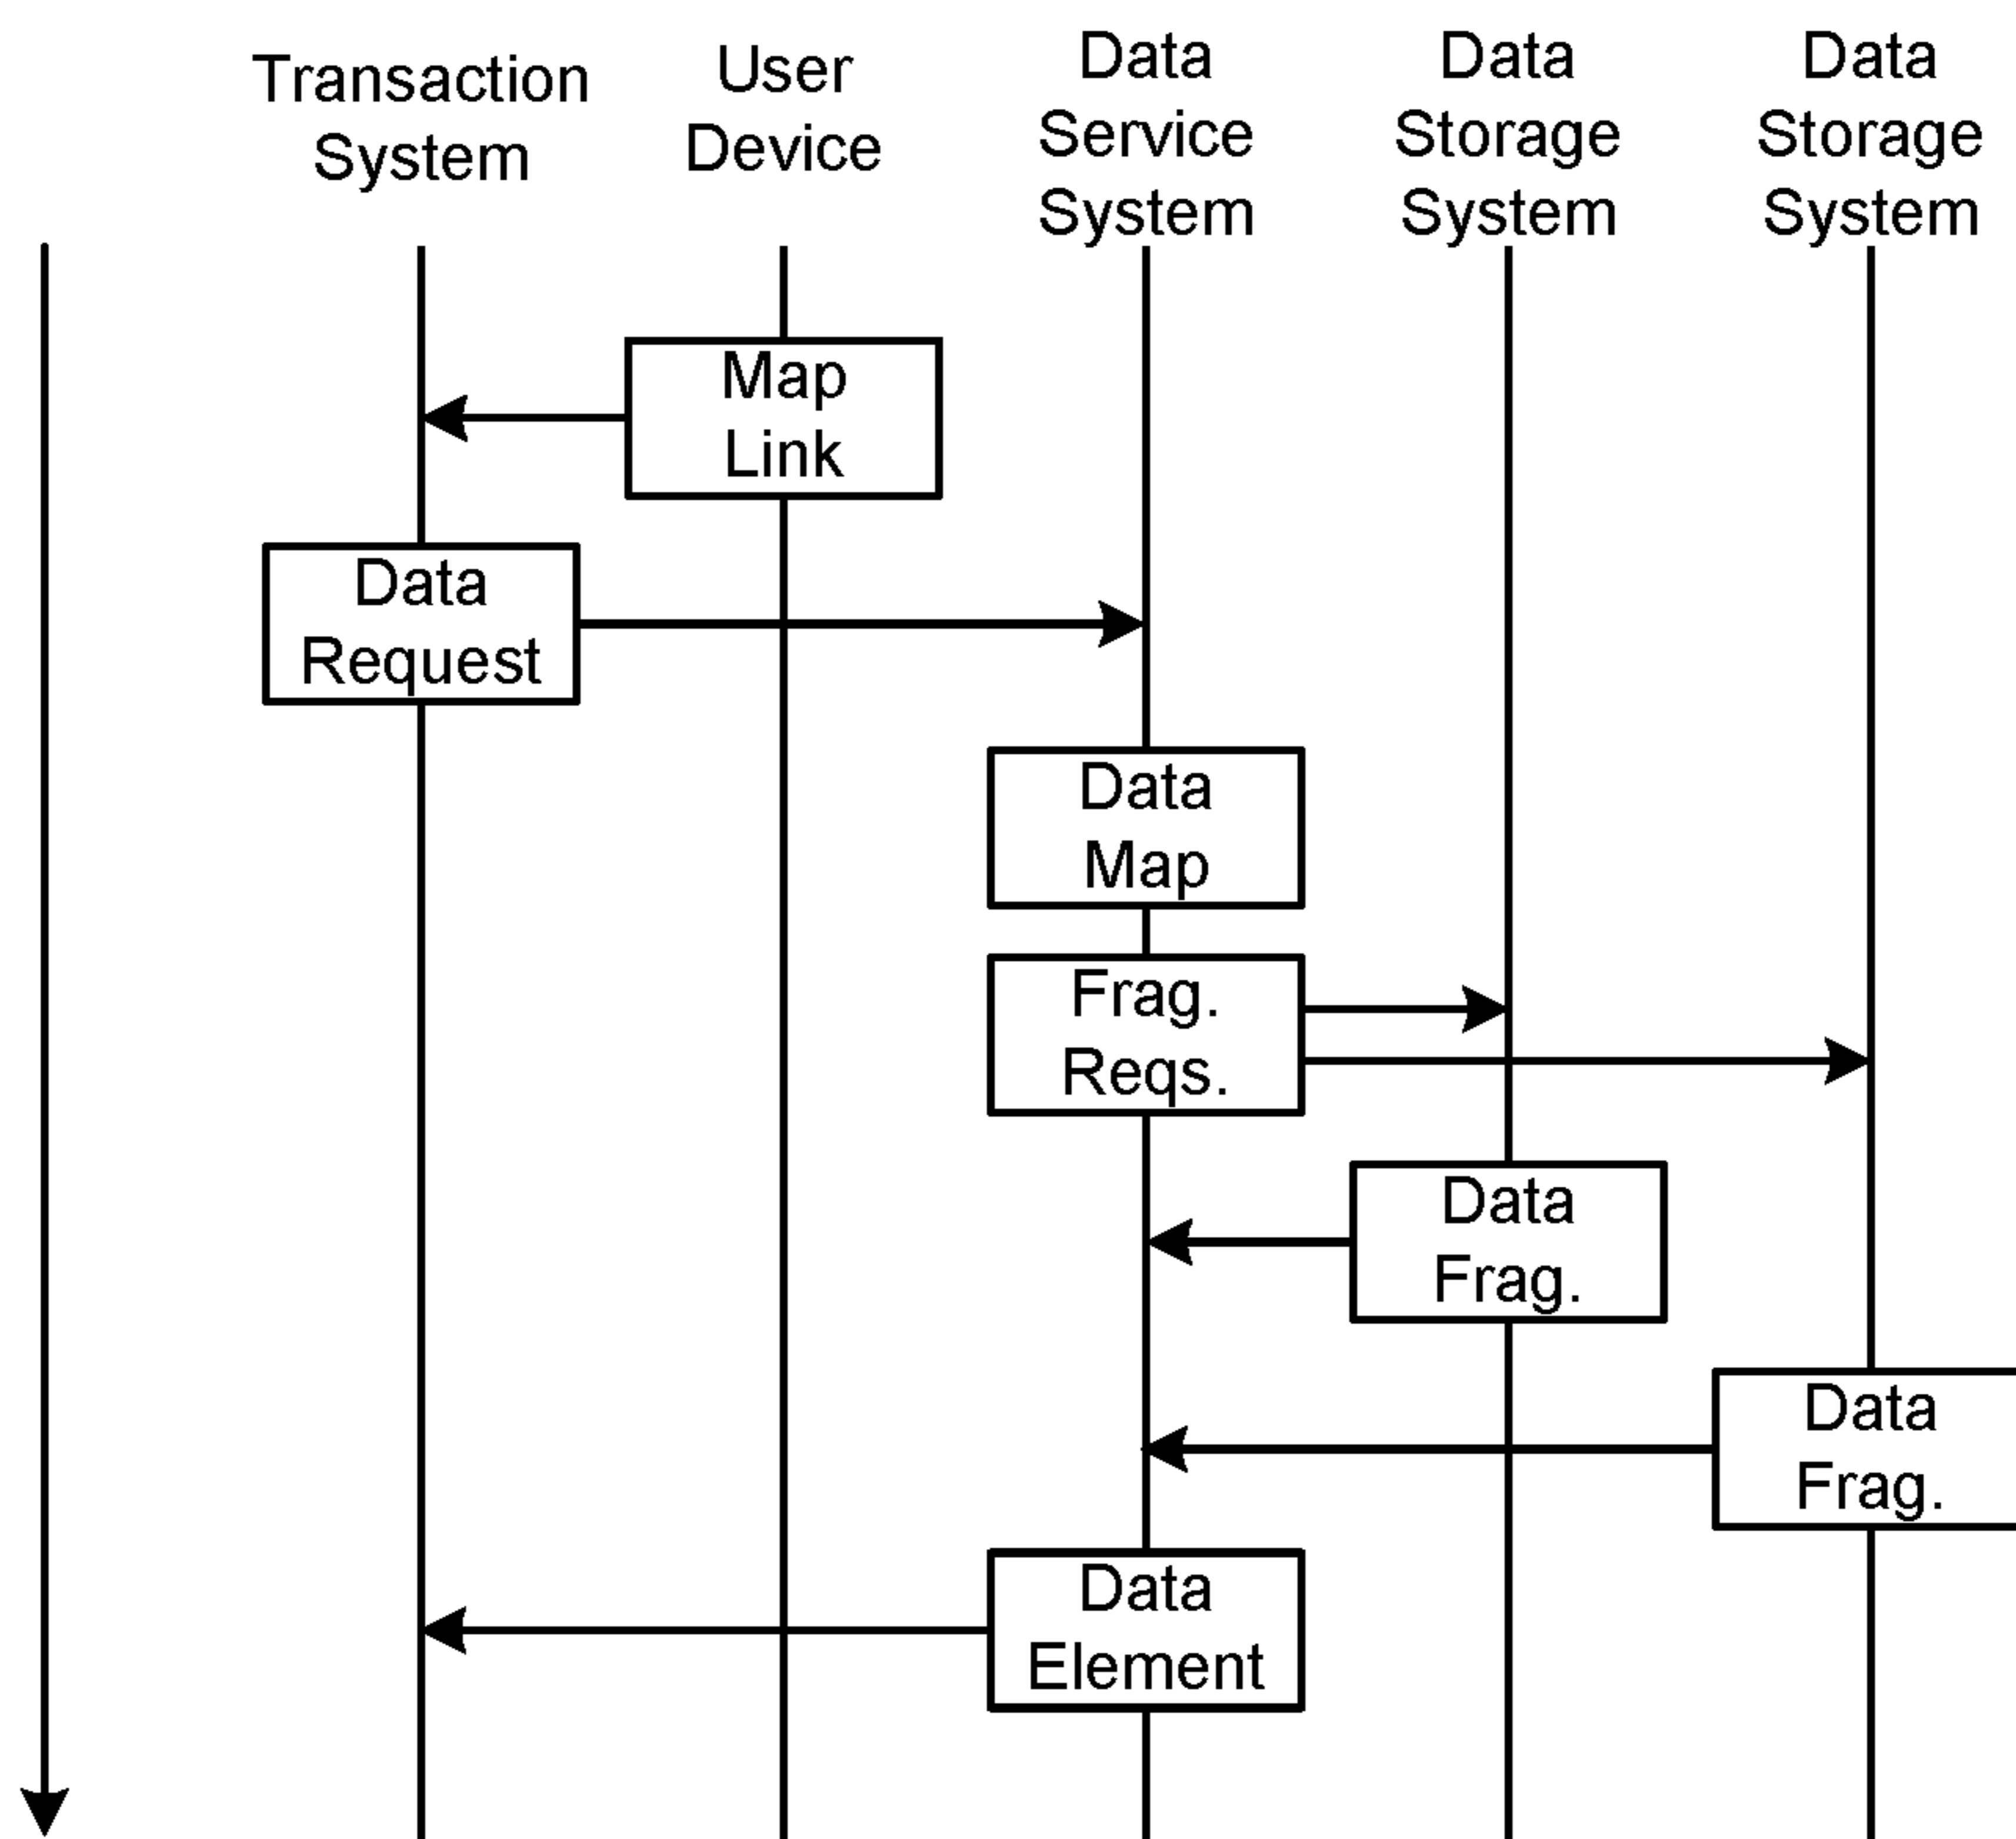 Transaction
System
User
Device
Data
Service
System
Data
Storage
System
Data
Storage
System
Map
Link
Data
Request
Data
Map
Frag.
Reqs.
Data
Frag.
Data
Frag.
Data
Element